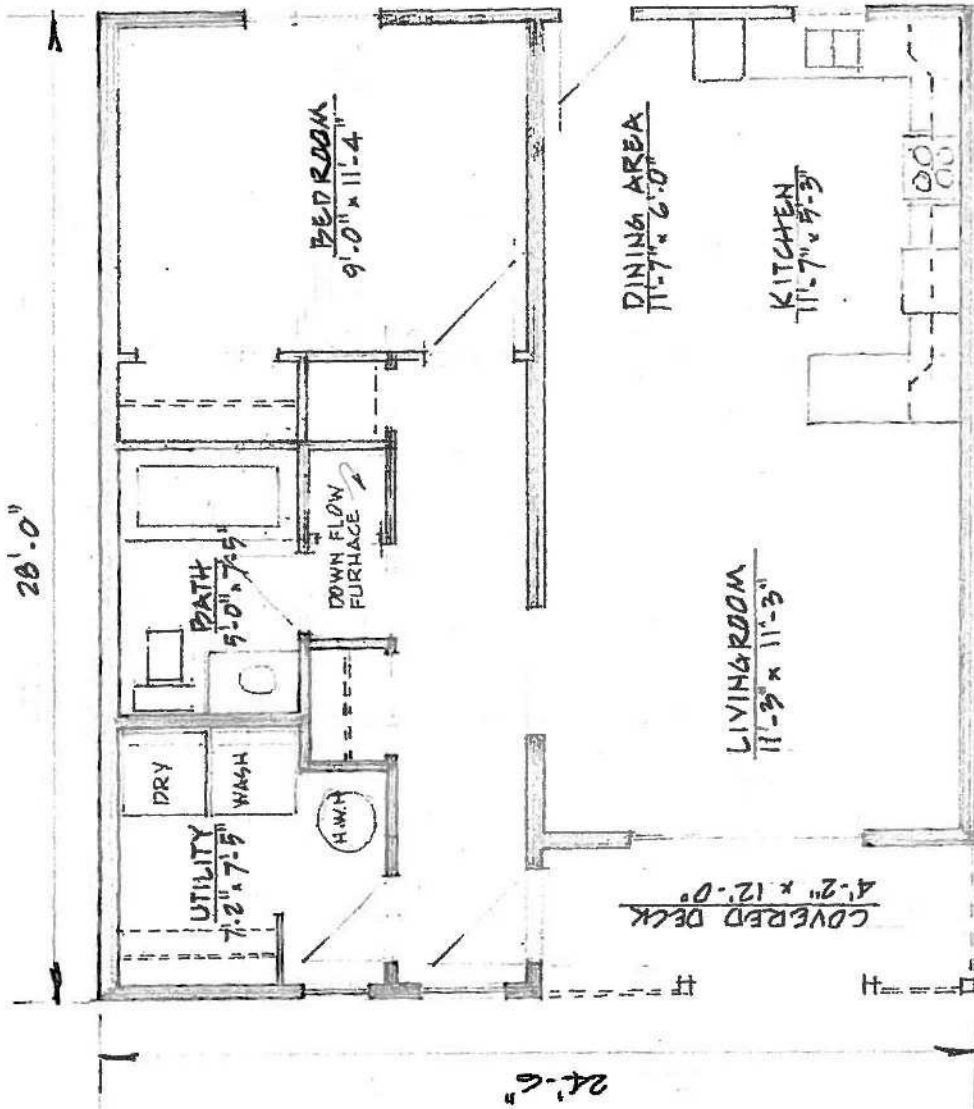 28'-0"
BEDROOM
9'-0" x 11'-4"
DINING AREA
11'-7" x 6'-0"
KITCHEN
11'-7" x 5'-3"
BATH
5'-0" x 7'-5"
DOWN FLOW
FURNACE
LIVINGROOM
11'-3" x 11'-3"
DRY
WASH
H.W.H
UTILITY
7'-2" x 7'-5"
COVERED DECK
4'-2" x 12'-0"
24'-6"